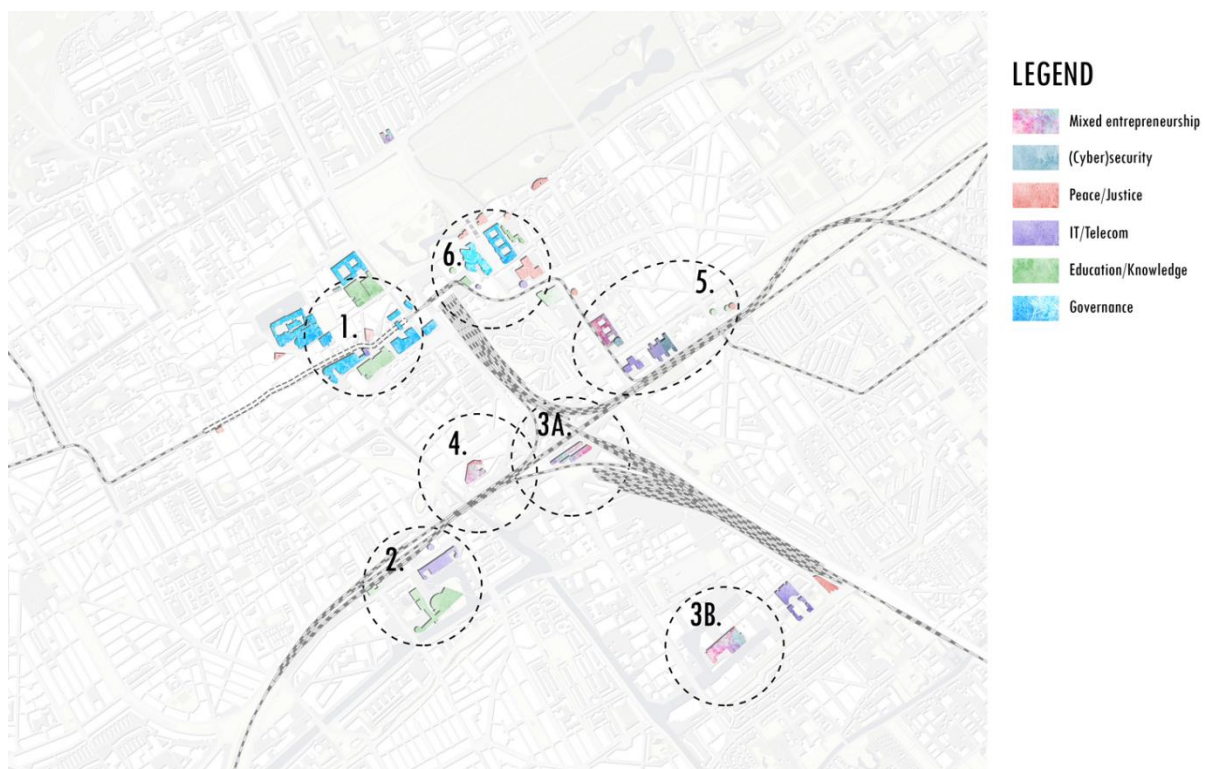 LEGEND
Mixed entrepreneurship
(Cyber)security
Peace/Justice
IT/Telecom
Education/Knowledge
Governance
6.
5.
1.
3A.
4.
2.
3B.